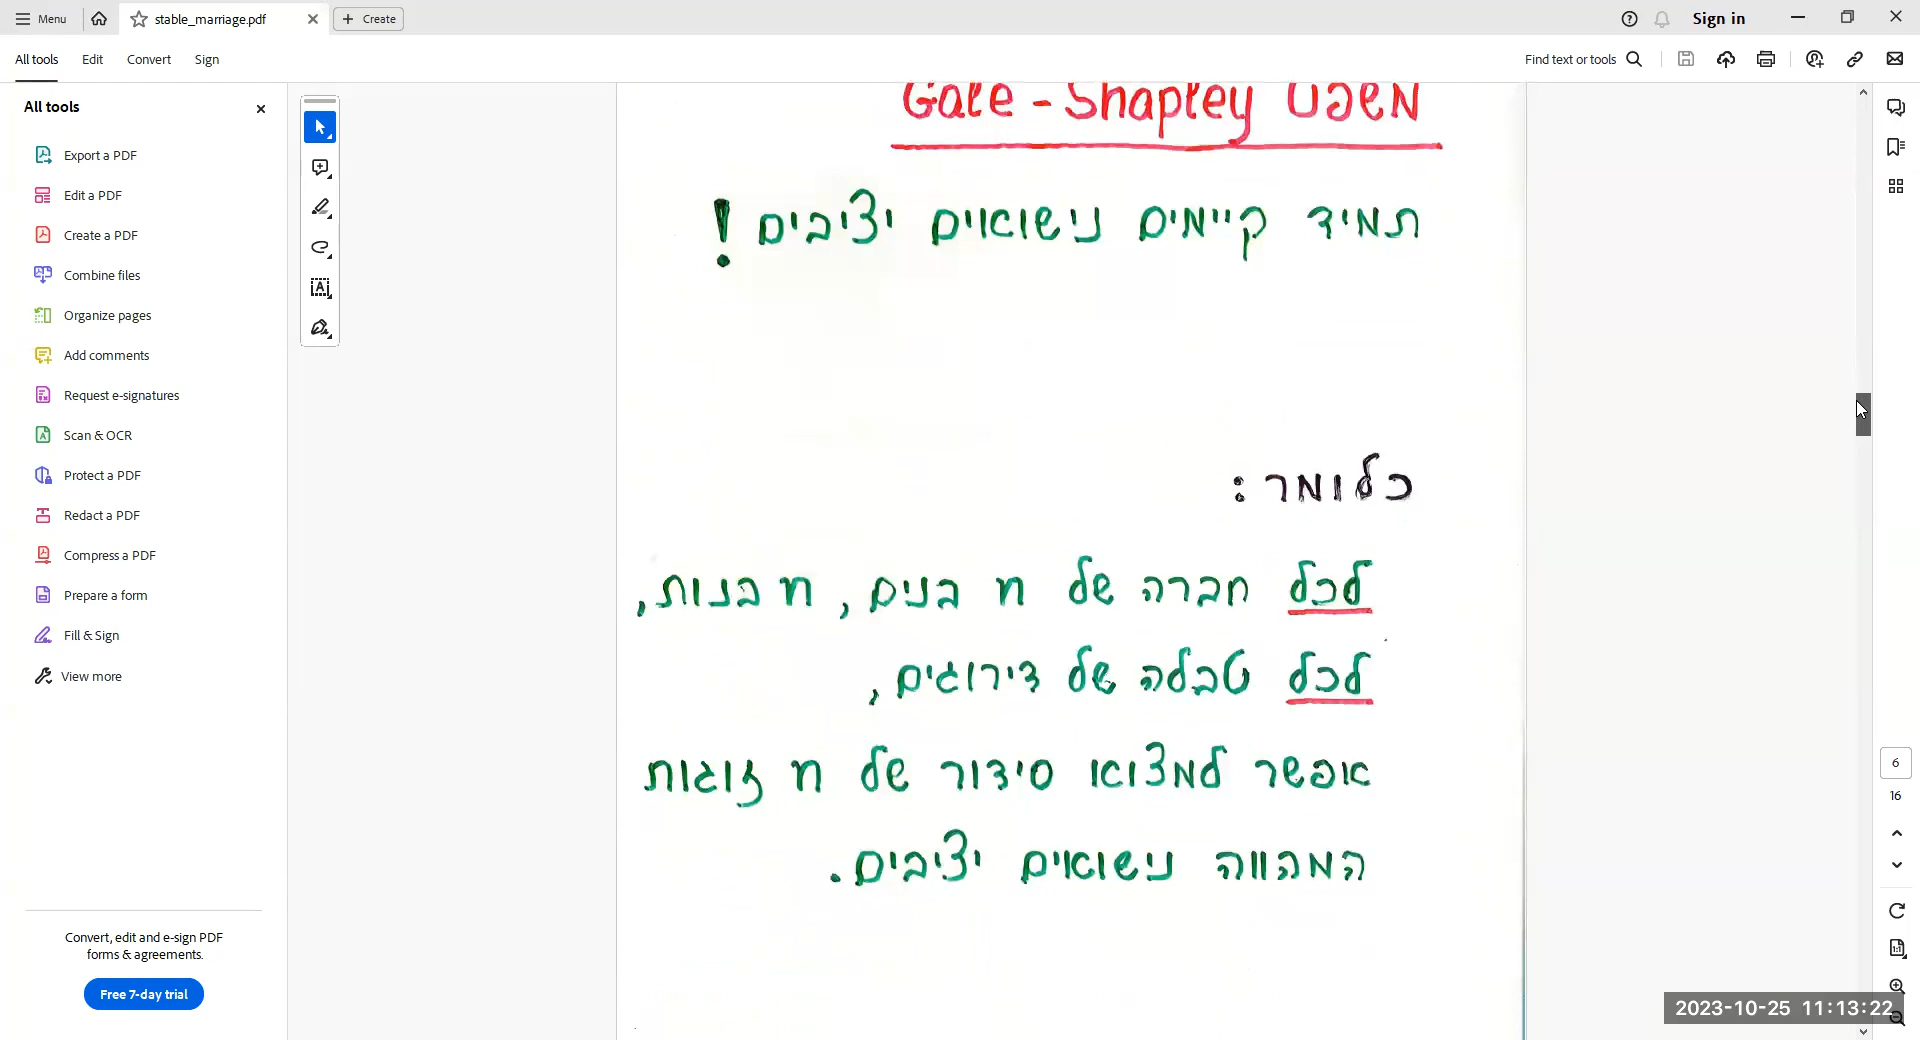 Menu
stable_marriage.pdf
Create
Sign in
All tools
Edit
Convert
Sign
Find text or tools
All tools
Export a PDF
Edit a PDF
Create a PDF
Combine files
Organize pages
Add comments
Request e-signatures
Scan & OCR
Protect a PDF
Redact a PDF
Compress a PDF
Prepare a form
Fill & Sign
View more
Convert, edit and e-sign PDF
forms & agreements.
Free 7-day trial
משפט Gale - Shapley
תמיד קיימים נישואים יציבים!
כלומר:
לכל חברה של n בנים, n בנות,
לכל טבלה של דירוגים,
אפשר למצוא סידור של n זוגות
המהווה נישואים יציבים.
6
16
2023-10-25 11:13:22